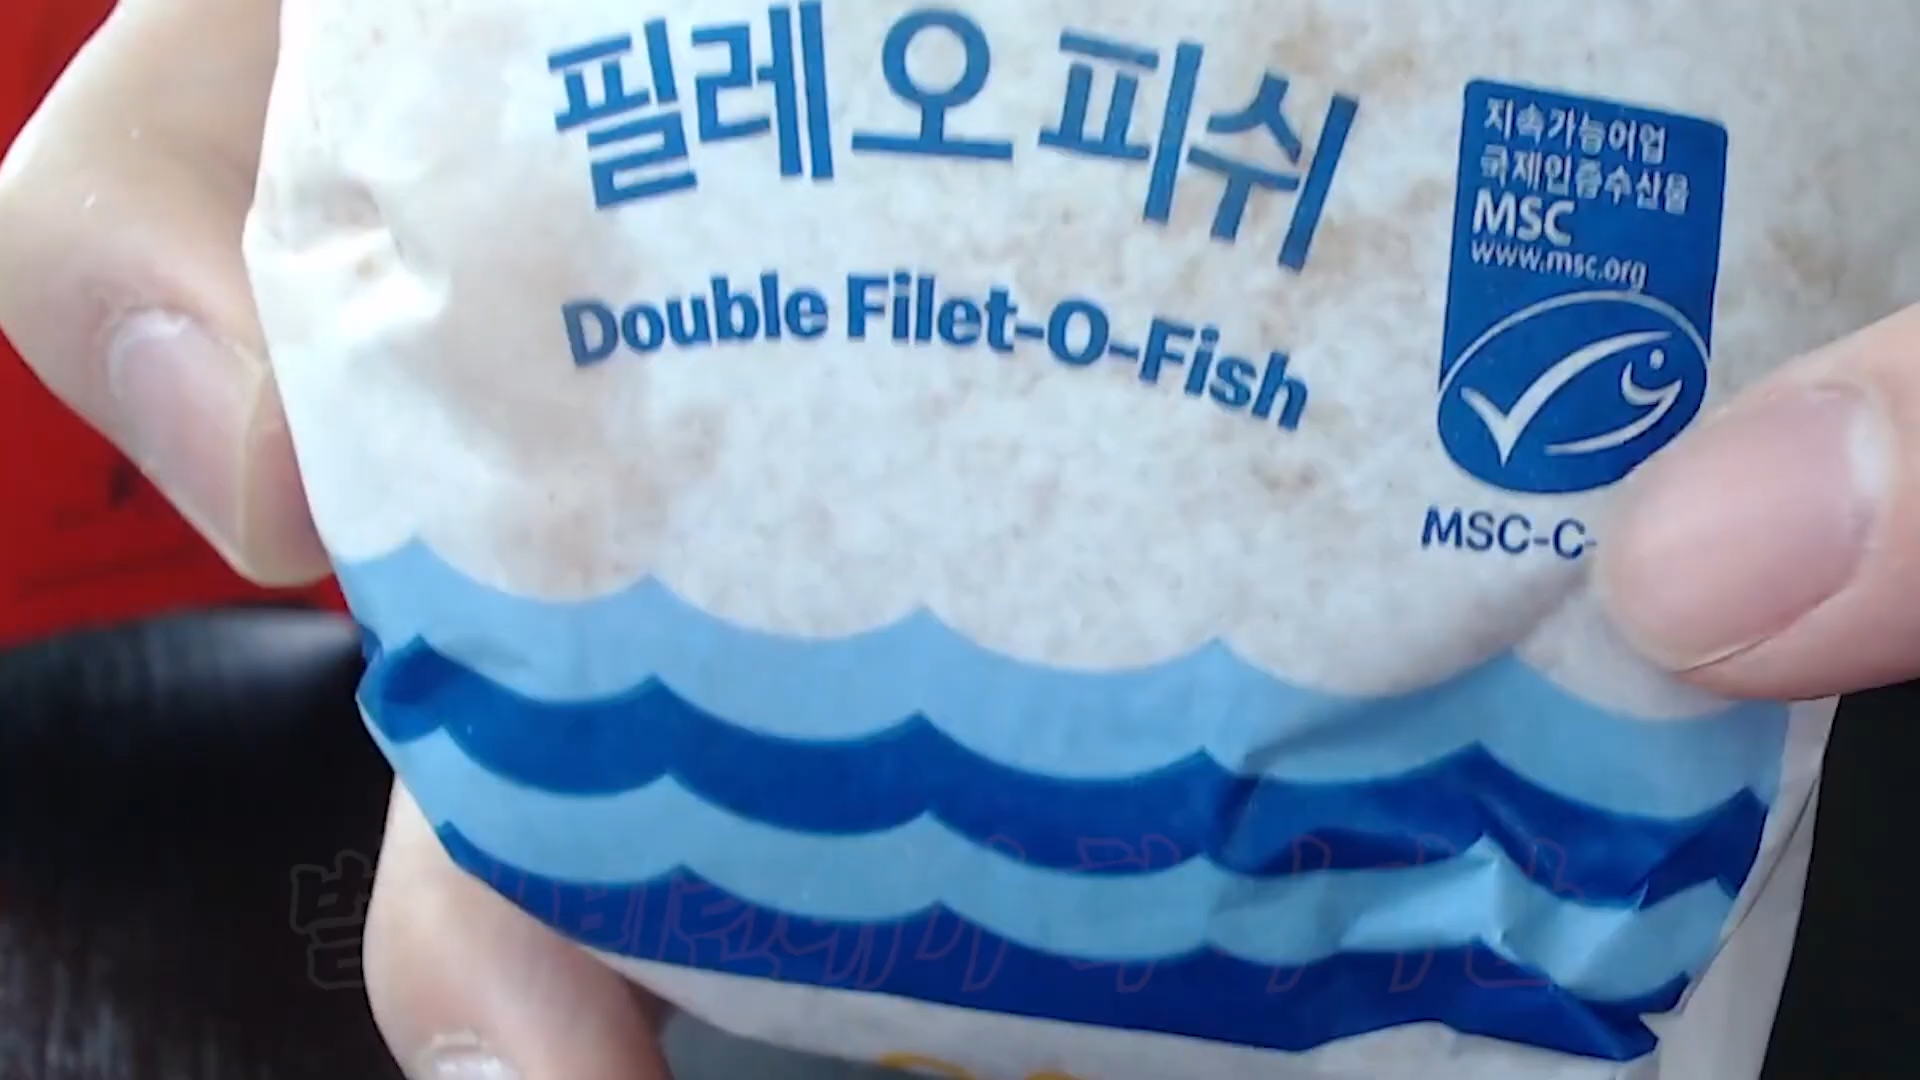 필레 오 피쉬
Double Filet-O-Fish
지속가능어업
국제인증수산물
MSC
www.msc.org
MSC-C-